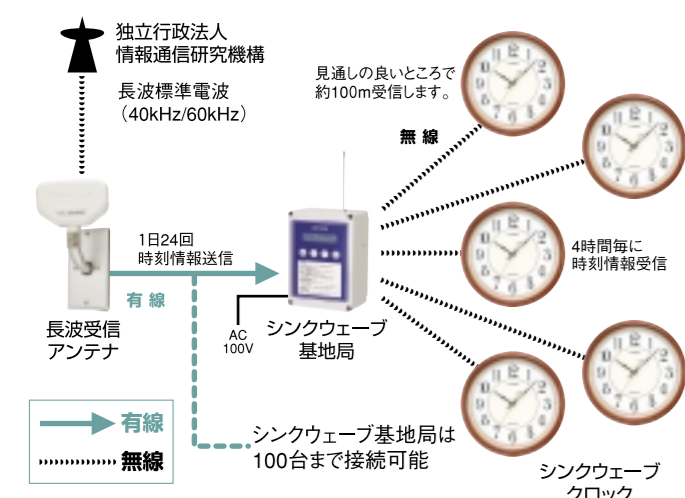 独立行政法人
情報通信研究機構
長波標準電波
（40kHz/60kHz）
見通しの良いところで
約100m受信します。
無 線
1日24回
時刻情報送信
有 線
4時間毎に
時刻情報受信
長波受信
アンテナ
AC
100V
シンクウェーブ
基地局
有線
無線
シンクウェーブ基地局は
100台まで接続可能
シンクウェーブ
クロック